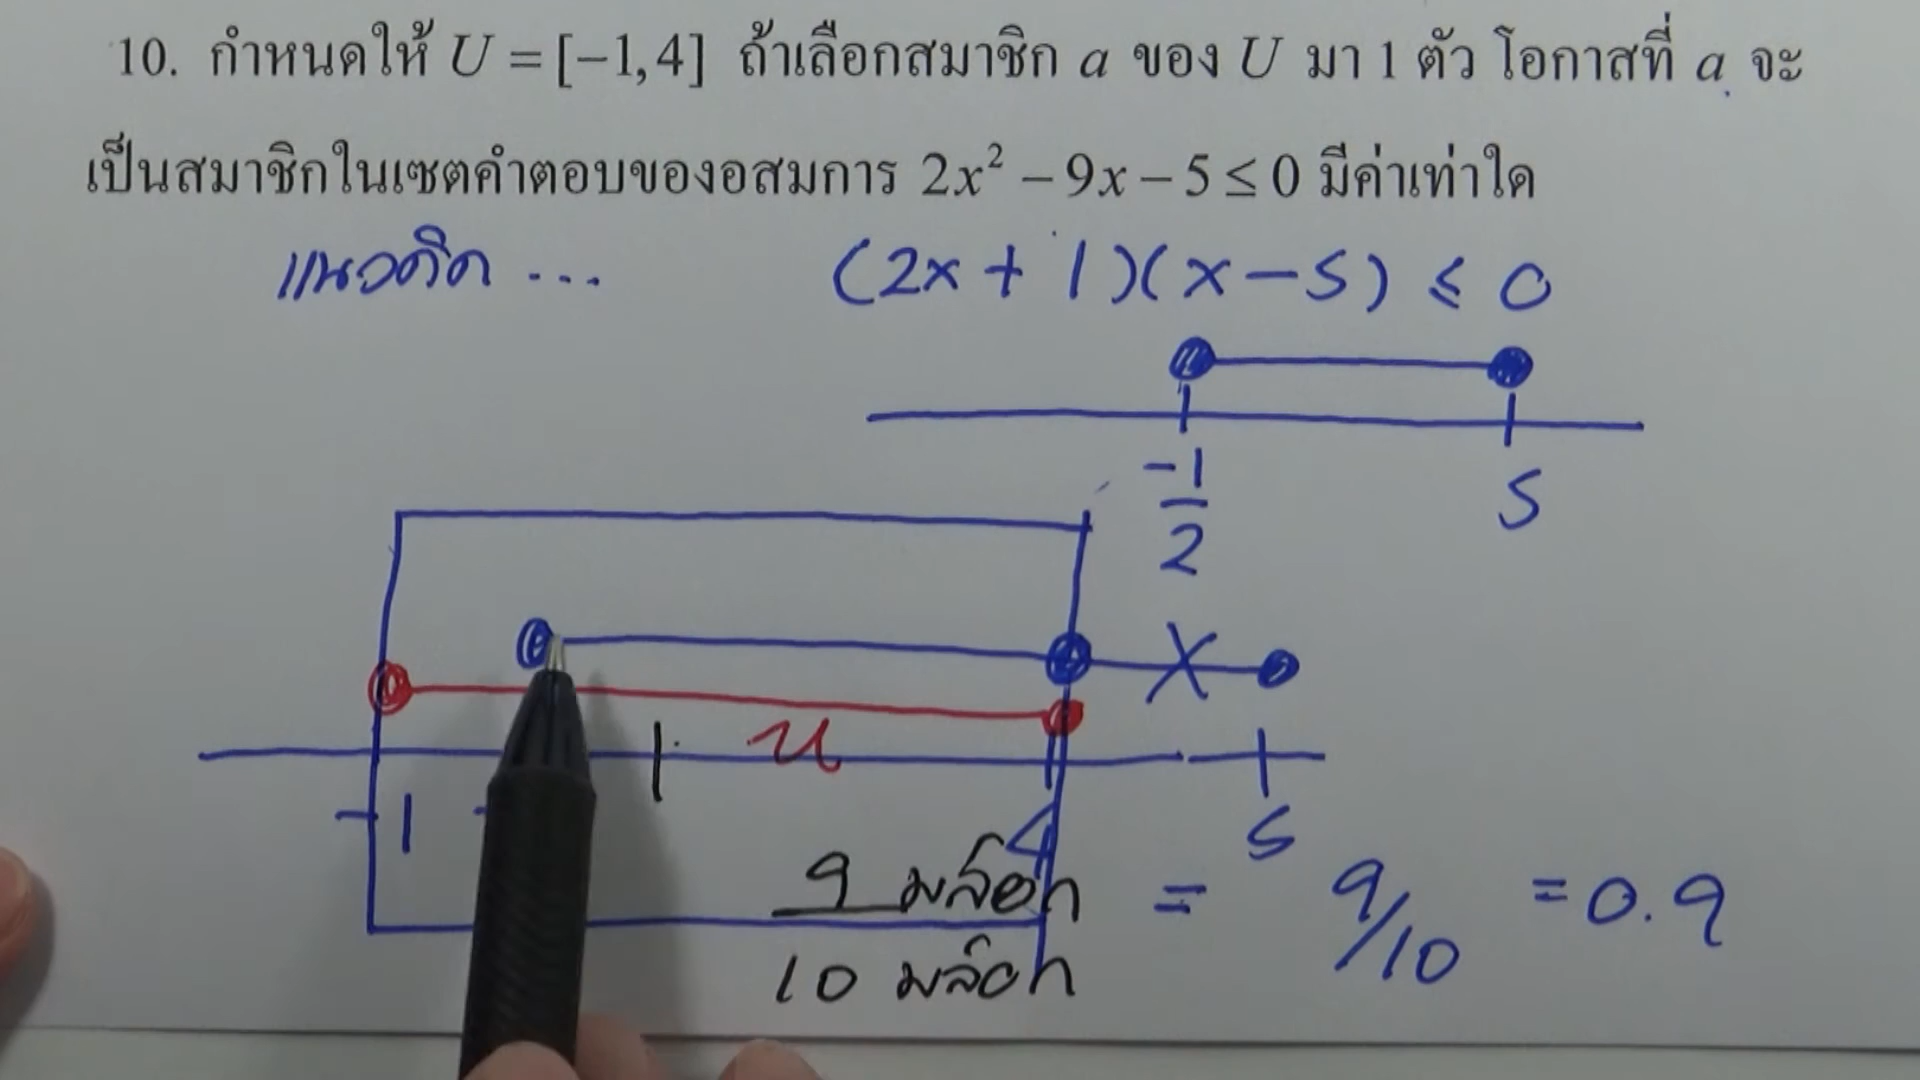 10. กำหนดให้ U = [−1, 4] ถ้าเลือกสมาชิก a ของ U มา 1 ตัว โอกาสที่ a จะ
เป็นสมาชิกในเซตคำตอบของอสมการ 2x² − 9x − 5 ≤ 0 มีค่าเท่าใด
แนวคิด ... (2x + 1)(x − 5) ≤ 0
-1/2 5
X
u
-1 4 5
9 บล็อก = 9/10 = 0.9
10 บล็อก